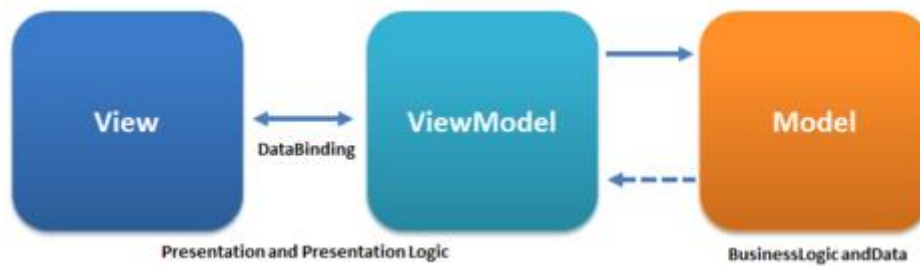 View
ViewModel
Model
DataBinding
Presentation and Presentation Logic
BusinessLogic andData